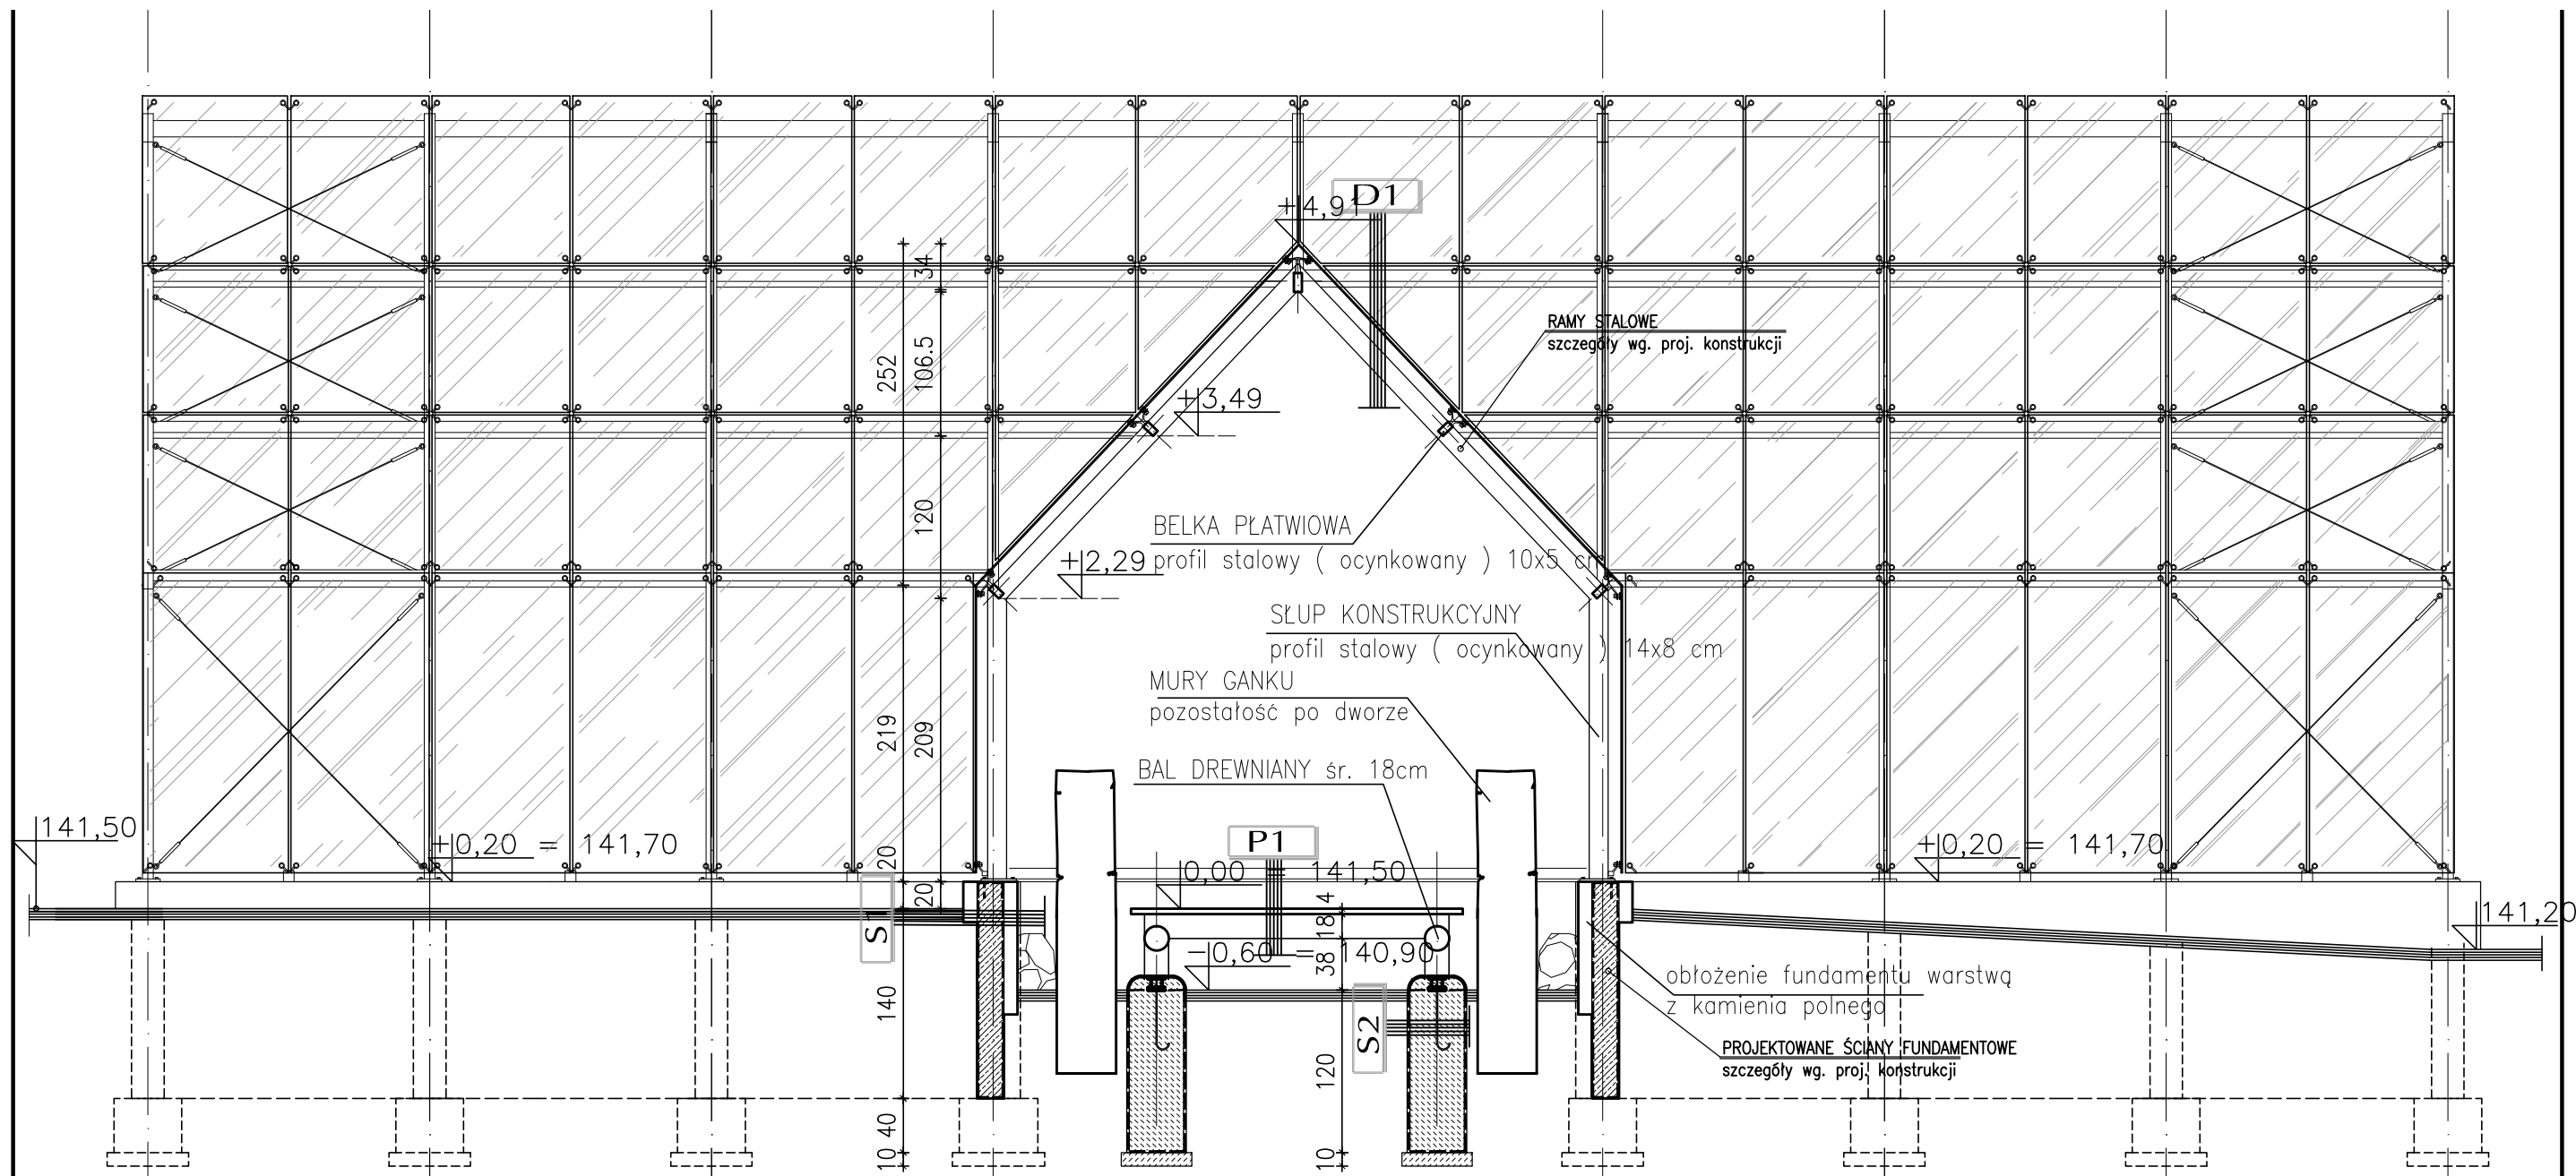 D1
+4,91
34
RAMY STALOWE
szczegóły wg. proj. konstrukcji
252
106.5
+3,49
120
BELKA PŁATWIOWA
profil stalowy ( ocynkowany ) 10x5 cm
+2,29
SŁUP KONSTRUKCYJNY
profil stalowy ( ocynkowany ) 14x8 cm
MURY GANKU
pozostałość po dworze
219
209
BAL DREWNIANY śr. 18cm
141,50
+0,20 = 141,70
P1
+0,20 = 141,70
20
0,00 = 141,50
20
4
S1
18
141,20
-0,60 = 140,90
38
obłożenie fundamentu warstwą
z kamienia polnego
140
S2
PROJEKTOWANE ŚCIANY FUNDAMENTOWE
szczegóły wg. proj. konstrukcji
120
40
10
10